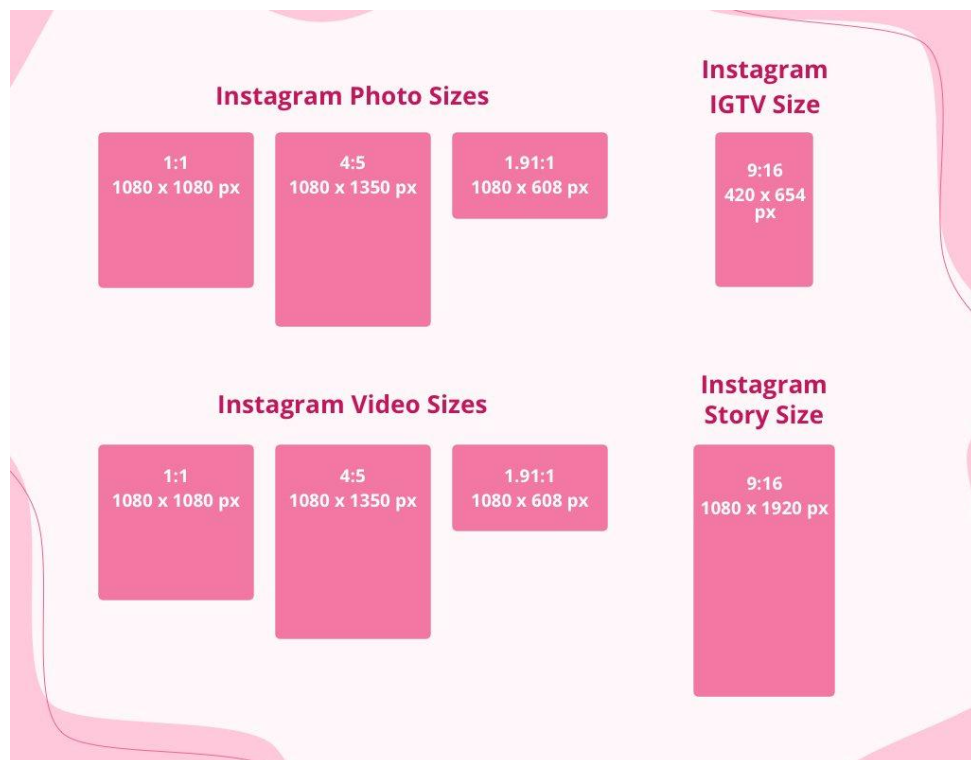 Instagram Photo Sizes
1:1
1080 x 1080 px
4:5
1080 x 1350 px
1.91:1
1080 x 608 px
Instagram
IGTV Size
9:16
420 x 654
px
Instagram Video Sizes
1:1
1080 x 1080 px
4:5
1080 x 1350 px
1.91:1
1080 x 608 px
Instagram
Story Size
9:16
1080 x 1920 px